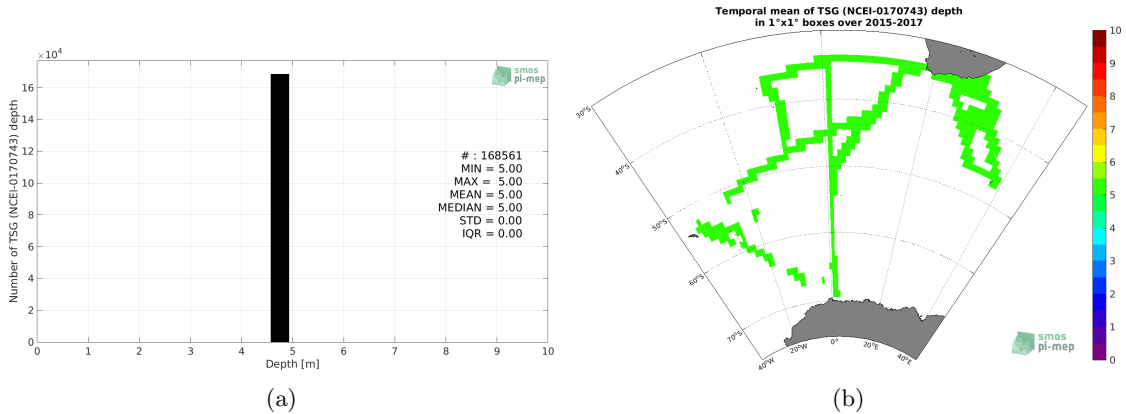 ×10⁴
16
14
12
10
8
6
4
2
0
Number of TSG (NCEI-0170743) depth
smos
pi-mep
# : 168561
MIN = 5.00
MAX = 5.00
MEAN = 5.00
MEDIAN = 5.00
STD = 0.00
IQR = 0.00
0 1 2 3 4 5 6 7 8 9 10
Depth [m]
(a)
Temporal mean of TSG (NCEI-0170743) depth
in 1°x1° boxes over 2015-2017
30°S
40°S
50°S
60°S
70°S
40°W 20°W 0° 20°E 40°E
smos
pi-mep
10
9
8
7
6
5
4
3
2
1
0
(b)